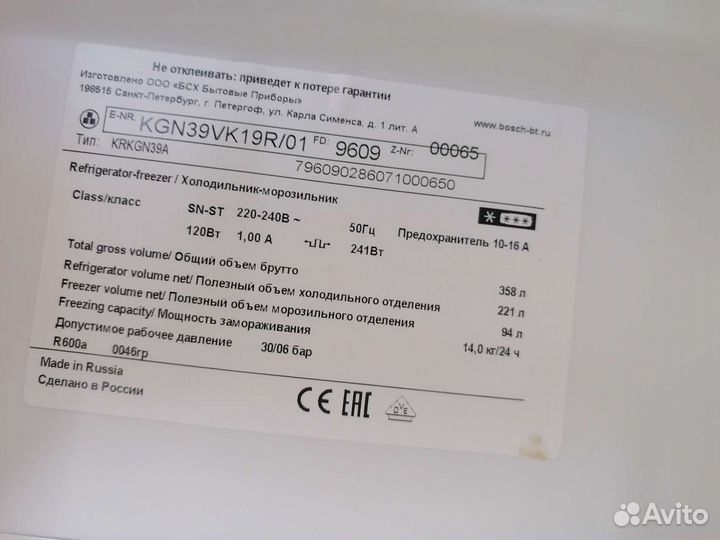 Не отклеивать: приведет к потере гарантии
Изготовлено ООО «БСХ Бытовые Приборы»
198515 Санкт-Петербург, г. Петергоф, ул. Карла Сименса, д. 1 лит. А
www.bosch-bt.ru
E-NR. KGN39VK19R/01 FD: 9609 Z-Nr: 00065
Тип: KRKGN39A 796090286071000650
Refrigerator-freezer / Холодильник-морозильник
Class/класс SN-ST 220-240В ~ 50Гц Предохранитель 10-16 А
120Вт 1,00 А 241Вт
Total gross volume/ Общий объем брутто 358 л
Refrigerator volume net/ Полезный объем холодильного отделения 221 л
Freezer volume net/ Полезный объем морозильного отделения 94 л
Freezing capacity/ Мощность замораживания 14,0 кг/24 ч
Допустимое рабочее давление 30/06 бар
R600a 0046гр
Made in Russia
Сделано в России
CE EAC DVE
Avito